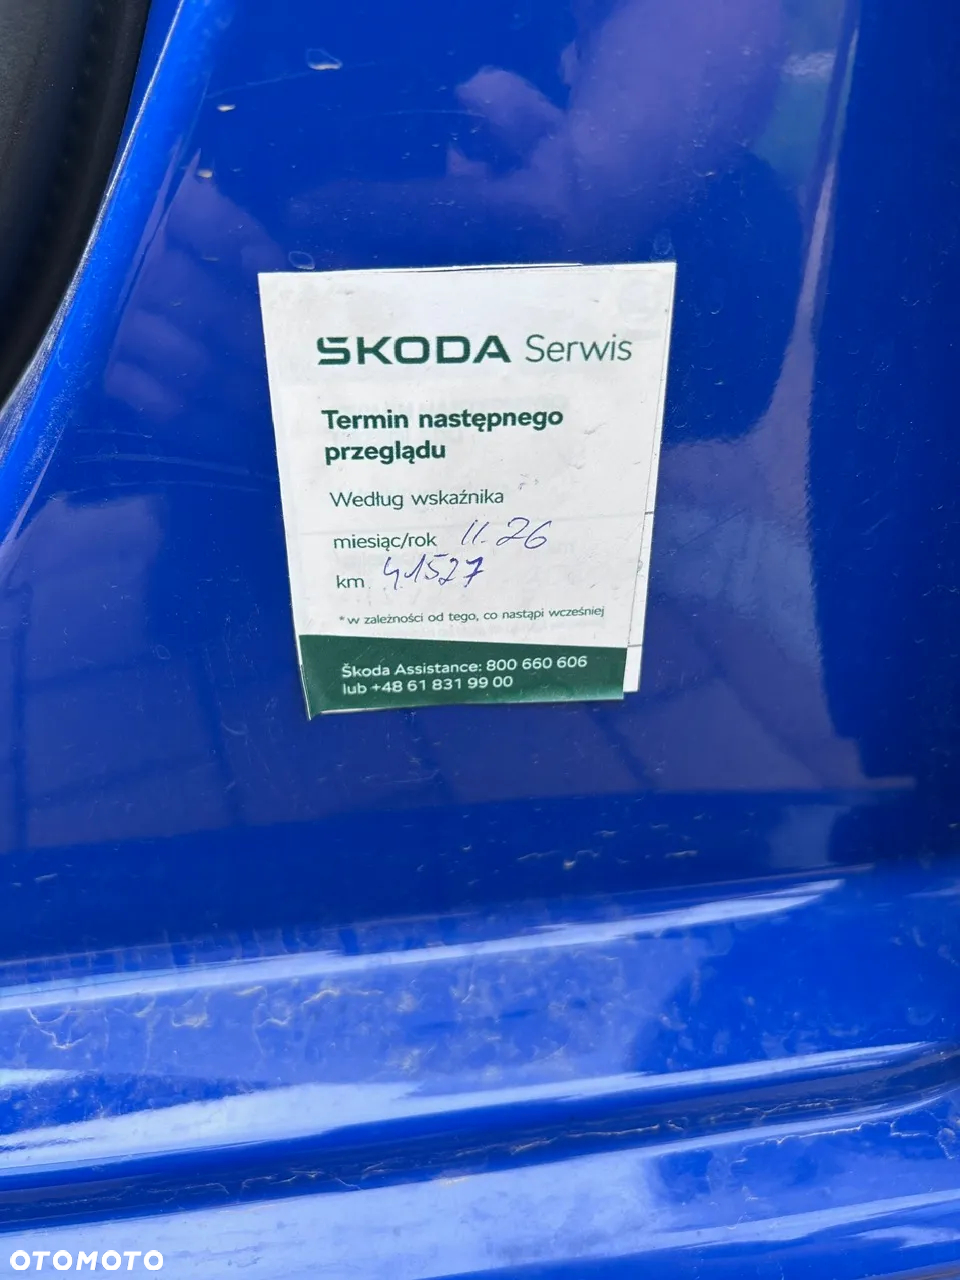 ŠKODA Serwis
Termin następnego
przeglądu
Według wskaźnika
miesiąc/rok 11.26
km 41527
*w zależności od tego, co nastąpi wcześniej
Škoda Assistance: 800 660 606
lub +48 61 831 99 00
OTOMOTO